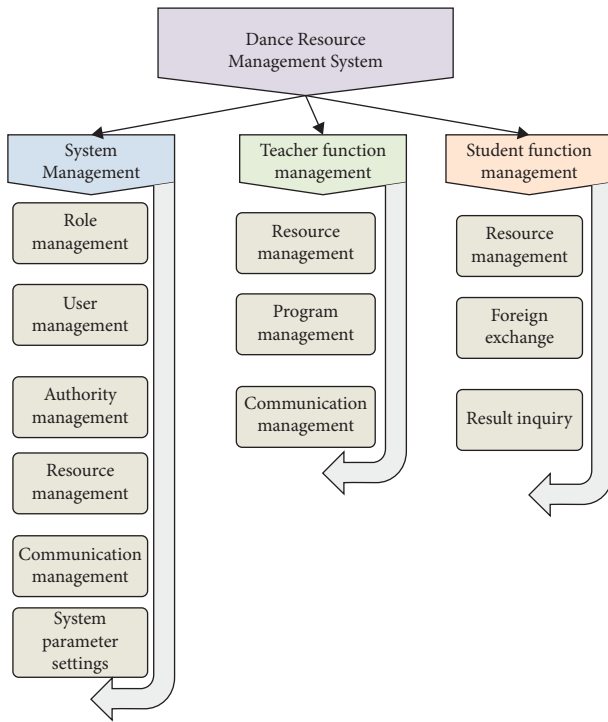 Dance Resource
Management System
System
Management
Teacher function
management
Student function
management
Role
management
User
management
Authority
management
Resource
management
Communication
management
System
parameter
settings
Resource
management
Program
management
Communication
management
Resource
management
Foreign
exchange
Result inquiry